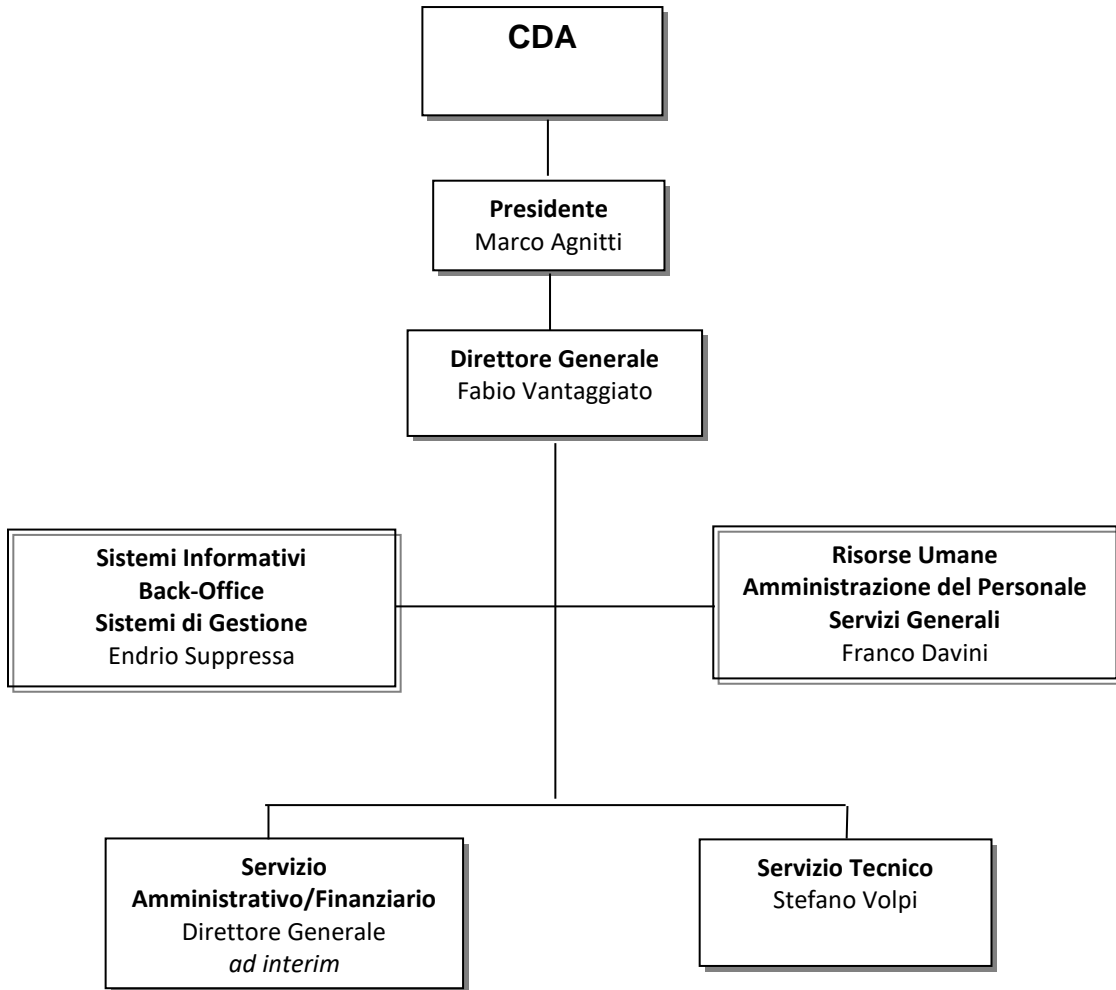 CDA
Presidente
Marco Agnitti
Direttore Generale
Fabio Vantaggiato
Sistemi Informativi
Back-Office
Sistemi di Gestione
Endrio Suppressa
Risorse Umane
Amministrazione del Personale
Servizi Generali
Franco Davini
Servizio
Amministrativo/Finanziario
Direttore Generale
ad interim
Servizio Tecnico
Stefano Volpi